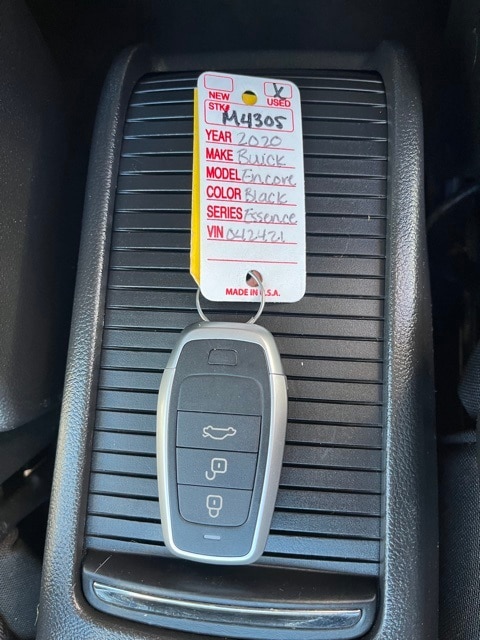 NEW X USED
STK# M4305
YEAR 2020
MAKE Buick
MODEL Encore
COLOR Black
SERIES Essence
VIN 042421
MADE IN U.S.A.